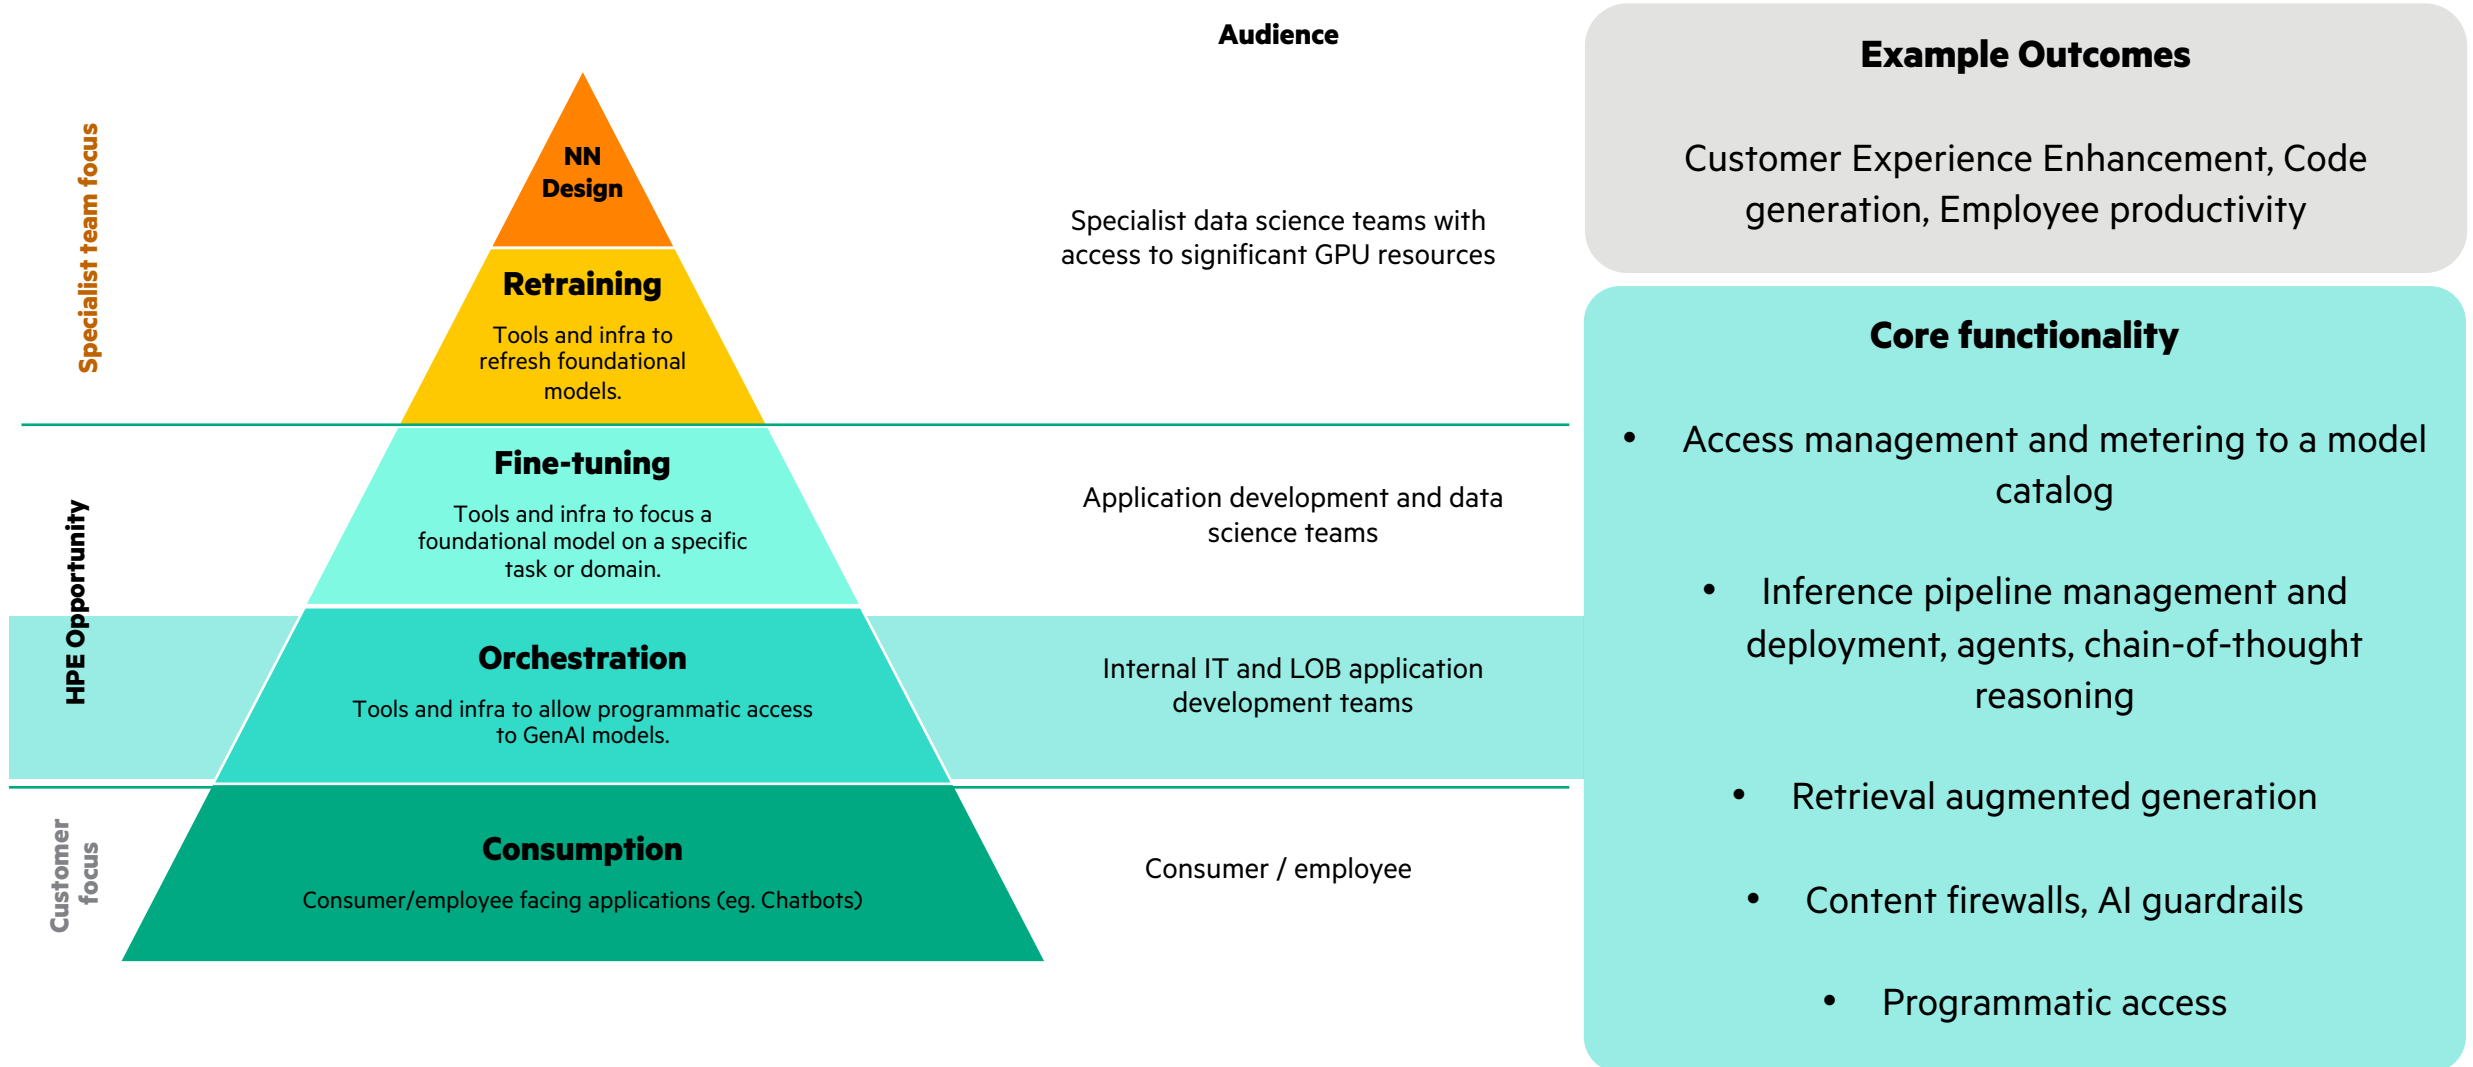 Audience
Specialist team focus
NN
Design
Retraining
Tools and infra to
refresh foundational
models.
Specialist data science teams with
access to significant GPU resources
HPE Opportunity
Fine-tuning
Tools and infra to focus a
foundational model on a specific
task or domain.
Application development and data
science teams
Orchestration
Tools and infra to allow programmatic access
to GenAI models.
Internal IT and LOB application
development teams
Customer
focus
Consumption
Consumer/employee facing applications (eg. Chatbots)
Consumer / employee
Example Outcomes
Customer Experience Enhancement, Code
generation, Employee productivity
Core functionality
• Access management and metering to a model
catalog
• Inference pipeline management and
deployment, agents, chain-of-thought
reasoning
• Retrieval augmented generation
• Content firewalls, AI guardrails
• Programmatic access